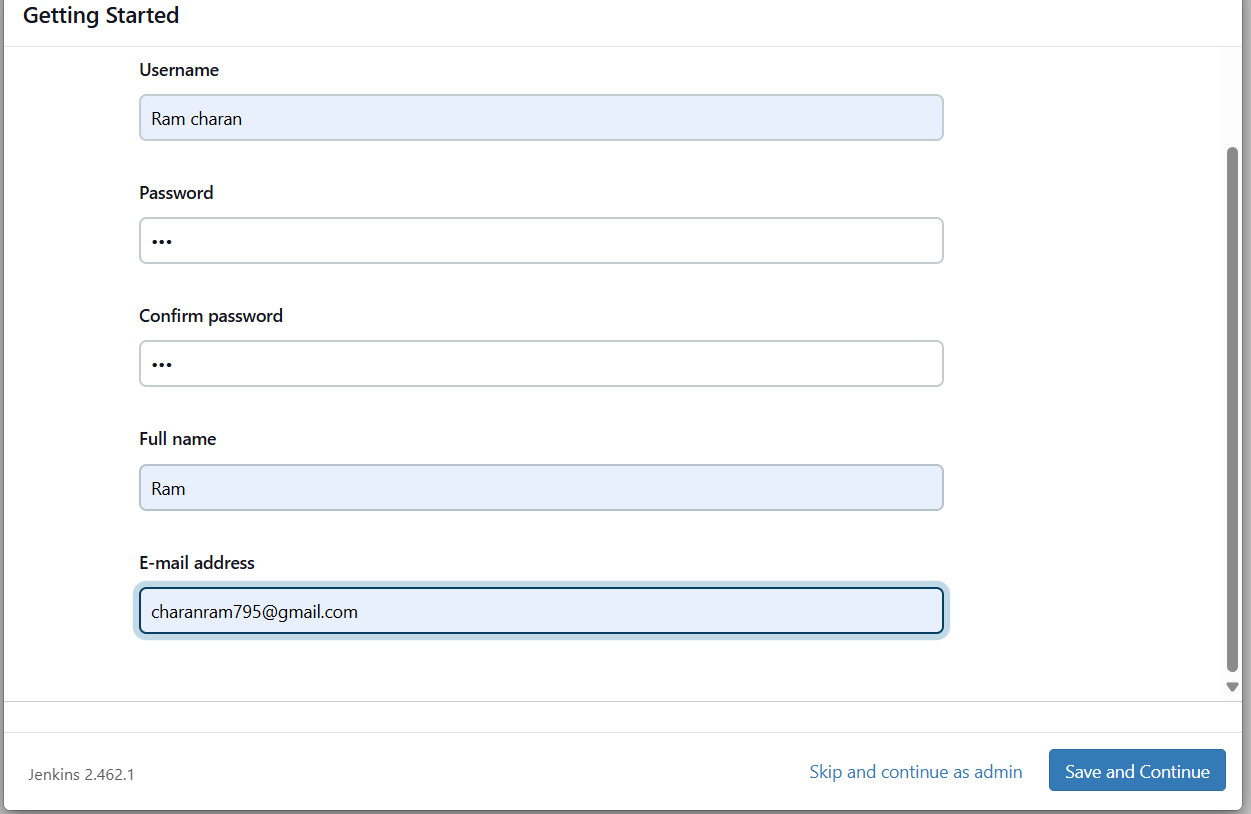 Getting Started
Username
Ram charan
Password
•••
Confirm password
•••
Full name
Ram
E-mail address
charanram795@gmail.com
Jenkins 2.462.1
Skip and continue as admin
Save and Continue